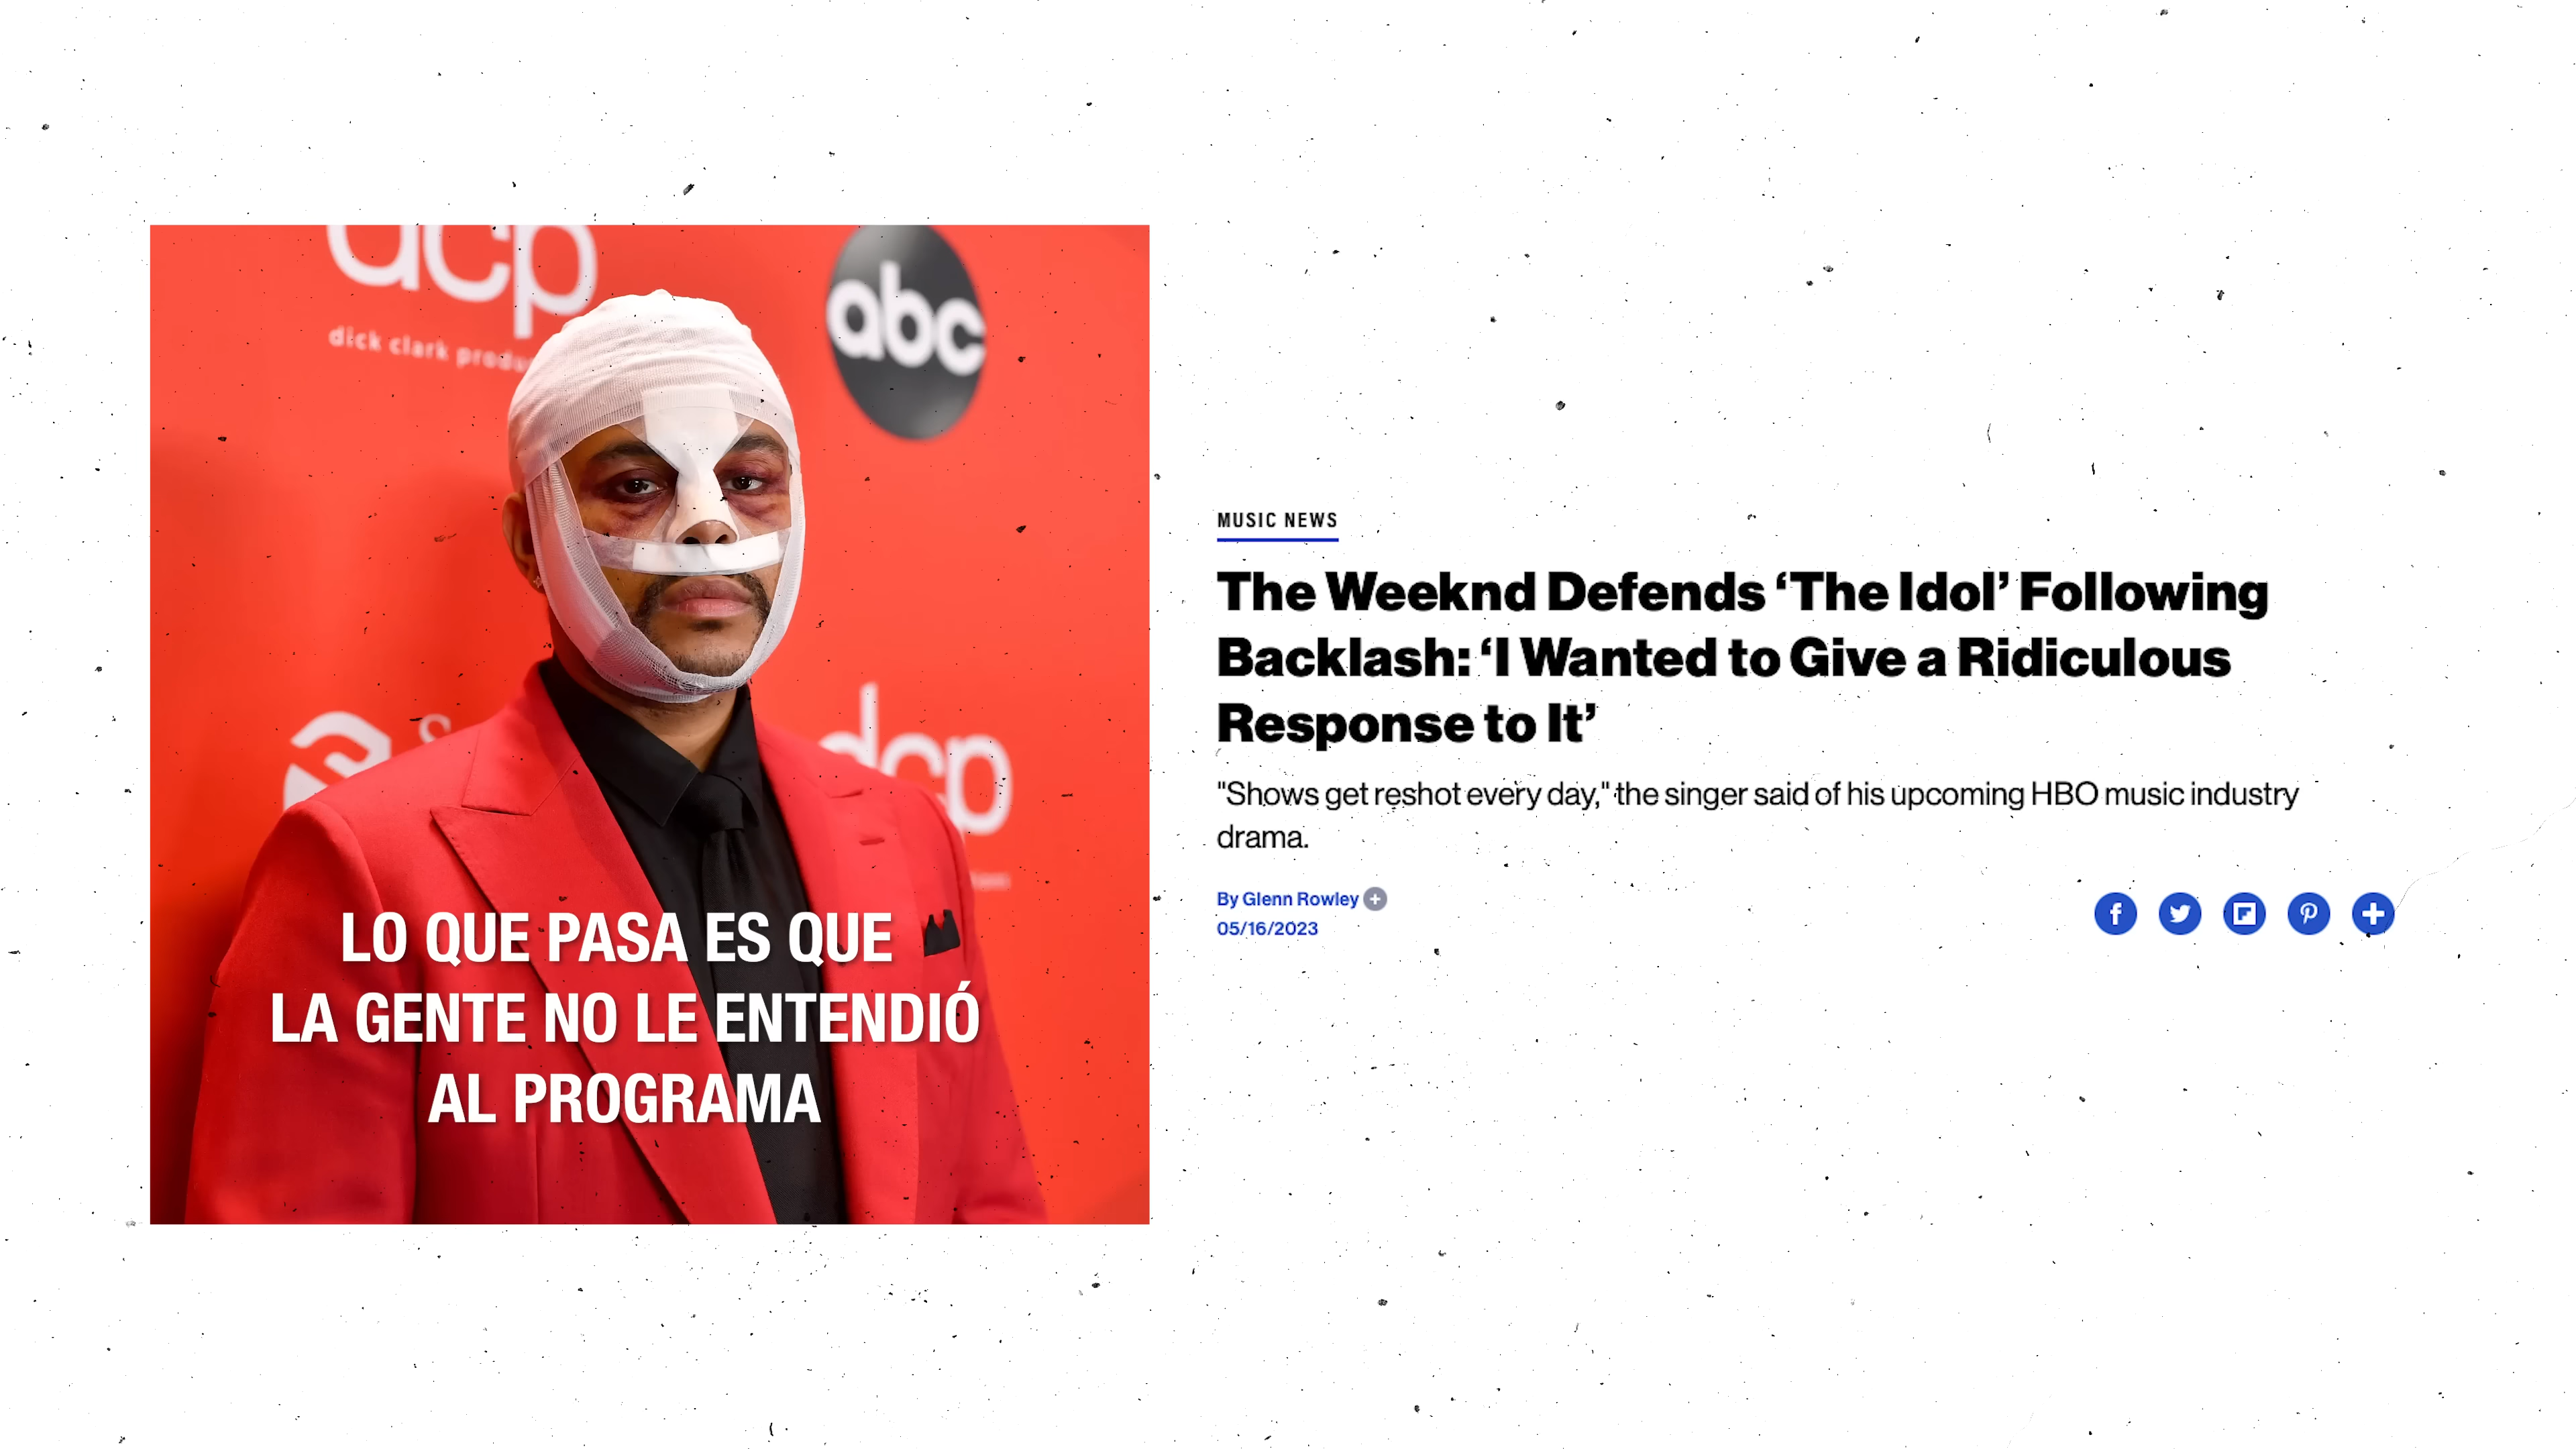 dcp
dick clark produ
abc
S
dcp
LO QUE PASA ES QUE
LA GENTE NO LE ENTENDIÓ
AL PROGRAMA
MUSIC NEWS
The Weeknd Defends ‘The Idol’ Following
Backlash: ‘I Wanted to Give a Ridiculous
Response to It’
"Shows get reshot every day," the singer said of his upcoming HBO music industry
drama.
By Glenn Rowley
05/16/2023